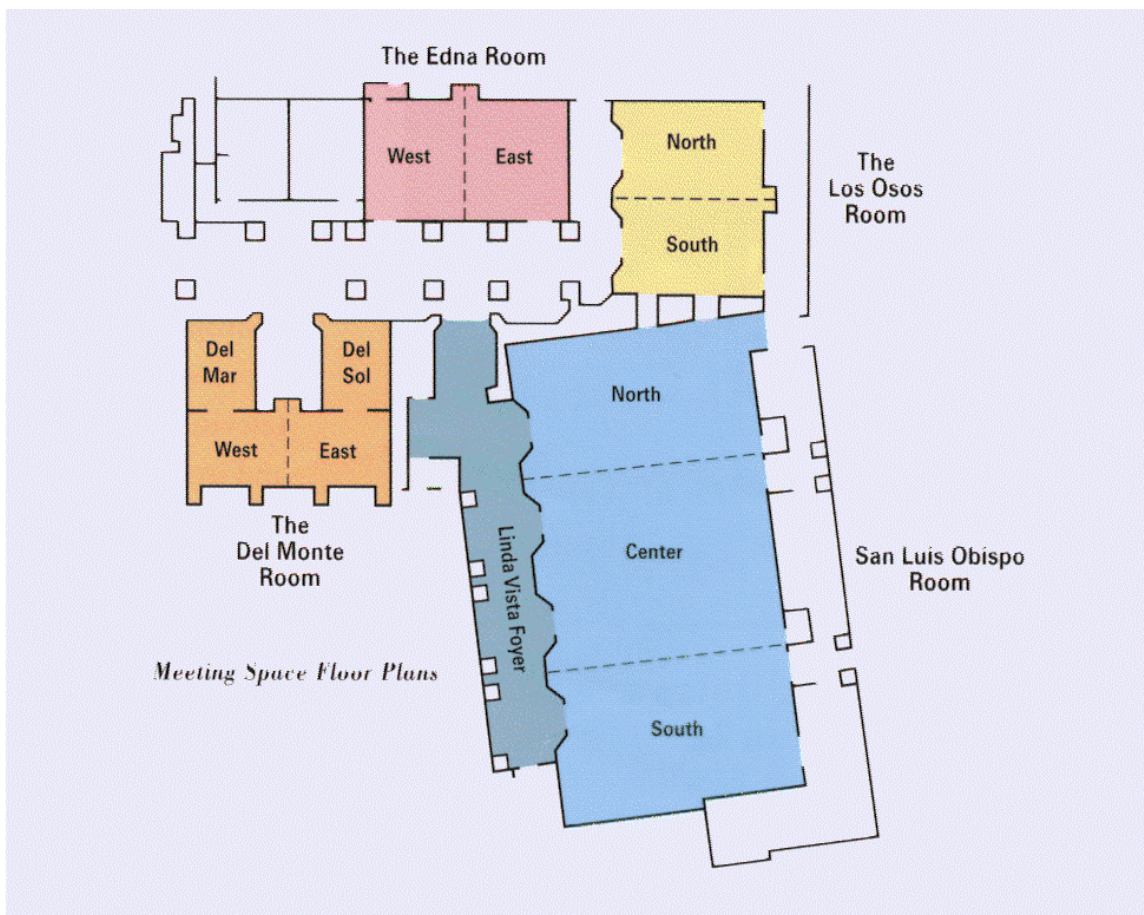 The Edna Room
West
East
North
South
The
Los Osos
Room
Del
Mar
Del
Sol
West
East
The
Del Monte
Room
North
Center
South
Linda Vista Foyer
San Luis Obispo
Room
Meeting Space Floor Plans